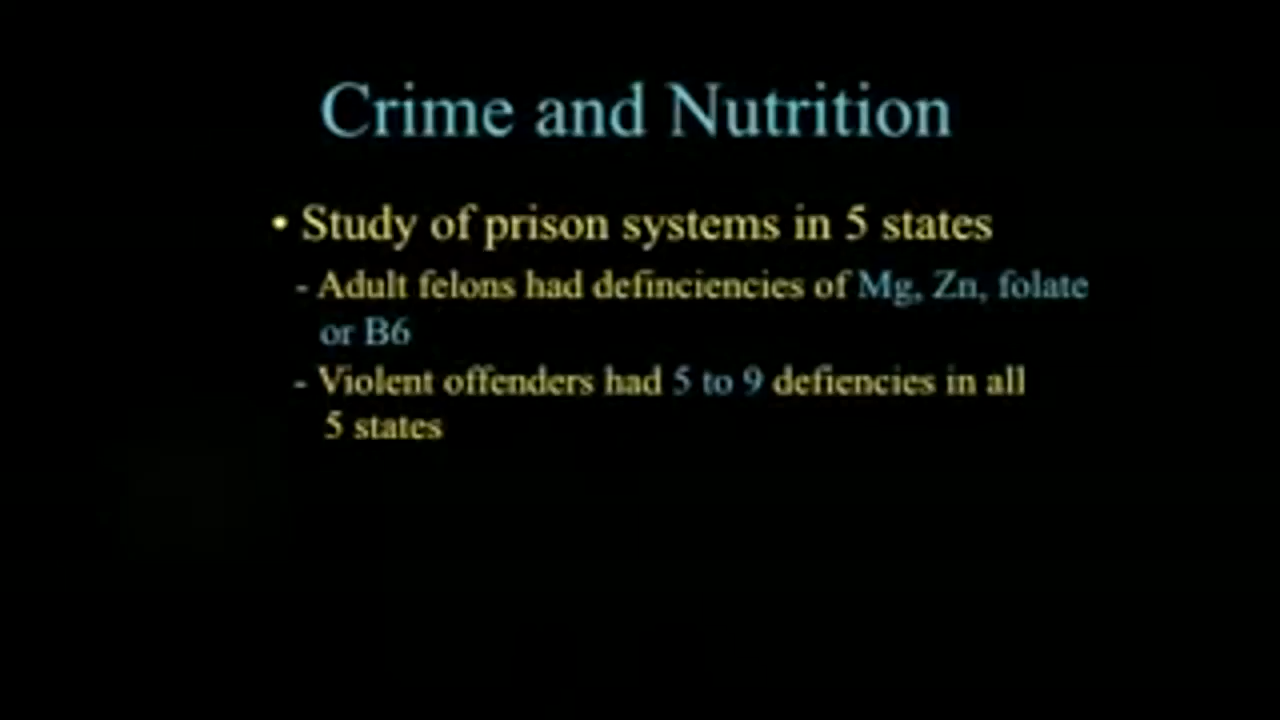 Crime and Nutrition
• Study of prison systems in 5 states
- Adult felons had definciencies of Mg, Zn, folate
or B6
- Violent offenders had 5 to 9 defiencies in all
5 states